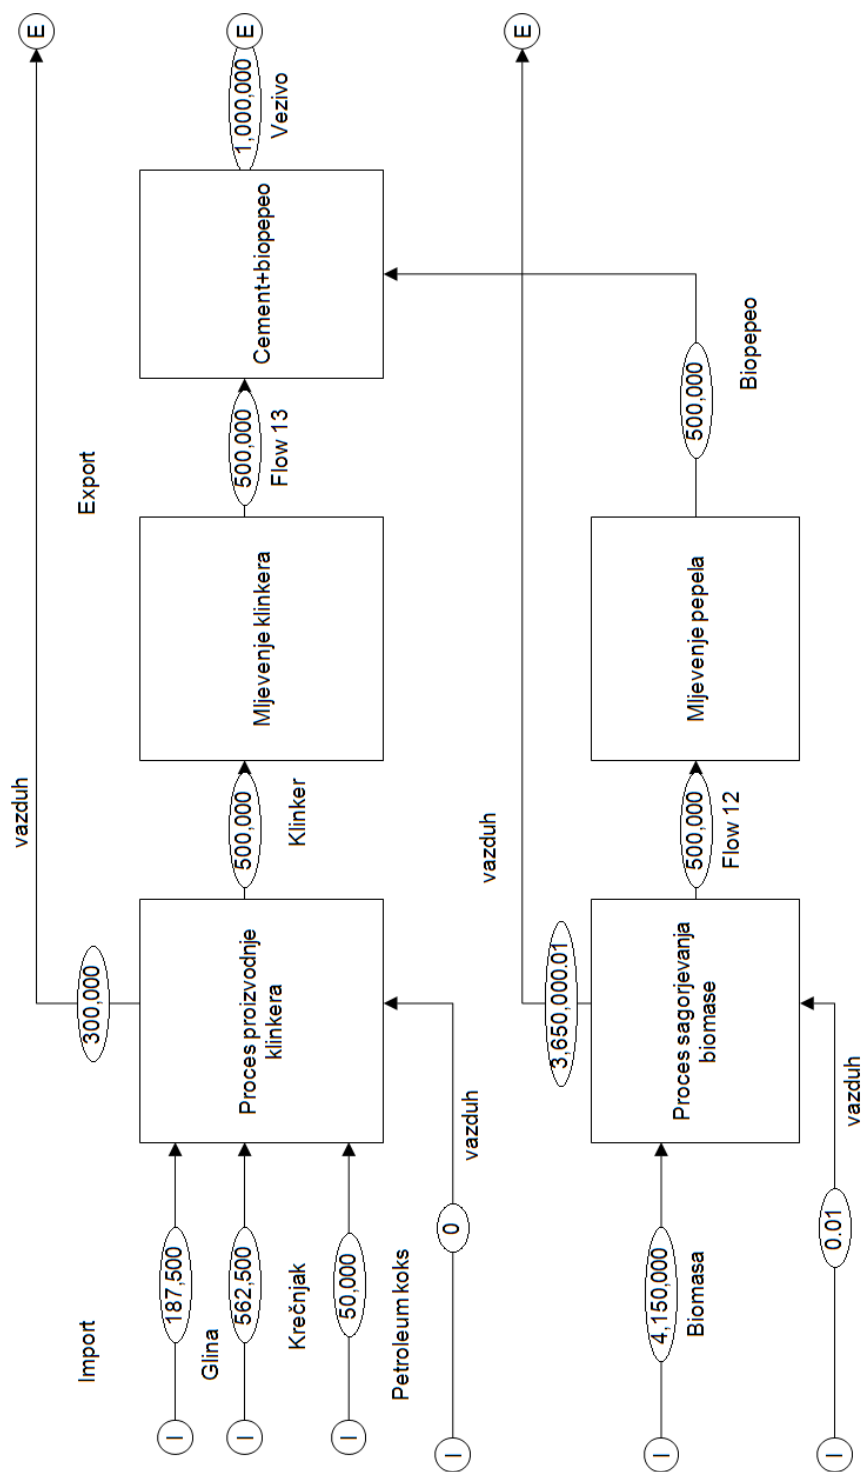 Import
Export
vazduh
300,000
E
I
187,500
Glina
I
562,500
Krečnjak
I
50,000
Petroleum koks
I
0
vazduh
Proces proizvodnje
klinkera
500,000
Klinker
Mljevenje klinkera
500,000
Flow 13
Cement+biopepeo
1,000,000
Vezivo
E
vazduh
3,650,000.01
E
I
4,150,000
Biomasa
I
0.01
vazduh
Proces sagorjevanja
biomase
500,000
Flow 12
Mljevenje pepela
500,000
Biopepeo